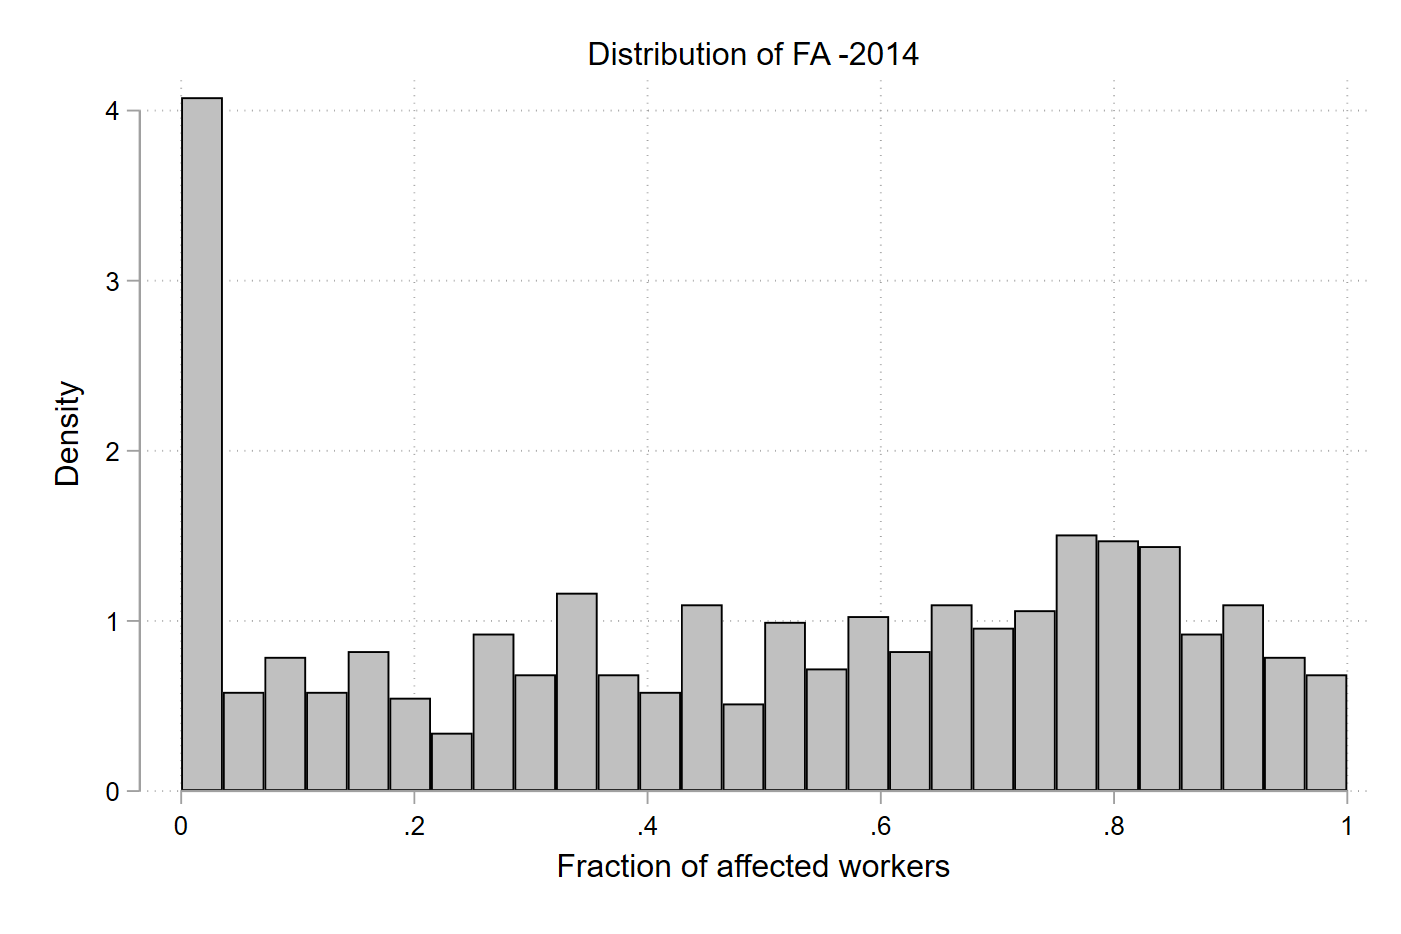 Distribution of FA -2014
4
3
2
1
0
Density
0 .2 .4 .6 .8 1
Fraction of affected workers